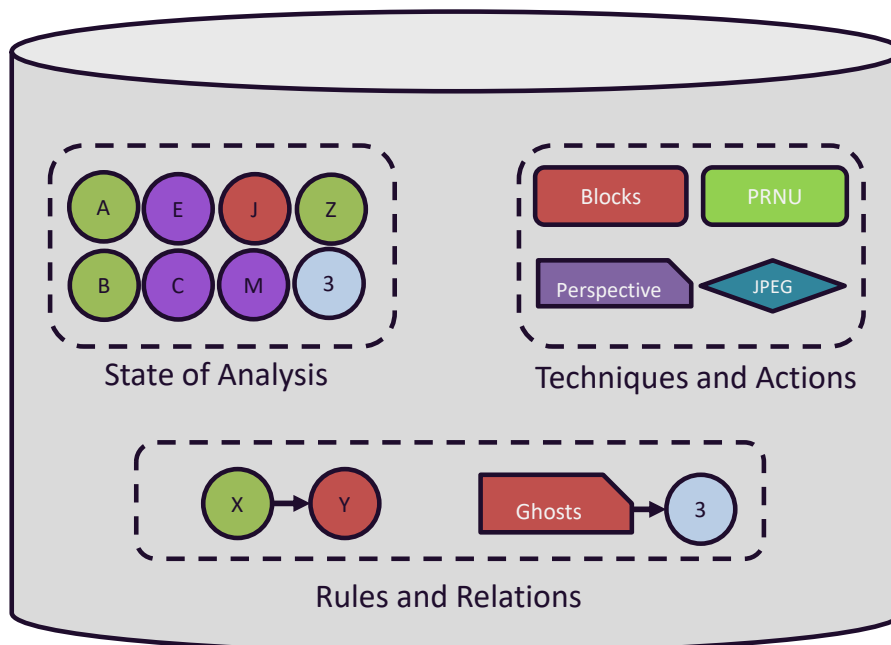 A E J Z
B C M 3
State of Analysis
Blocks PRNU
Perspective JPEG
Techniques and Actions
X Y Ghosts 3
Rules and Relations